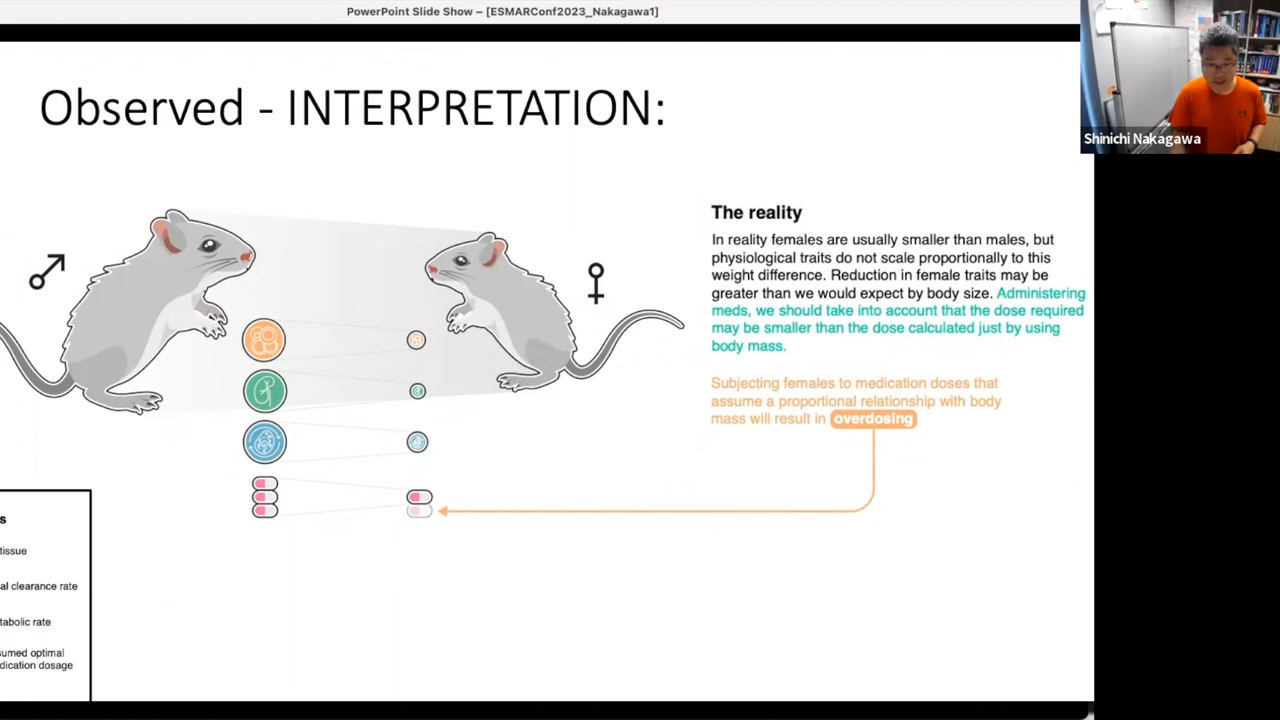 PowerPoint Slide Show – [ESMARConf2023_Nakagawa1]
Shinichi Nakagawa
Observed - INTERPRETATION:
The reality
In reality females are usually smaller than males, but
physiological traits do not scale proportionally to this
weight difference. Reduction in female traits may be
greater than we would expect by body size. Administering
meds, we should take into account that the dose required
may be smaller than the dose calculated just by using
body mass.
Subjecting females to medication doses that
assume a proportional relationship with body
mass will result in overdosing
s
tissue
al clearance rate
tabolic rate
sumed optimal
dication dosage